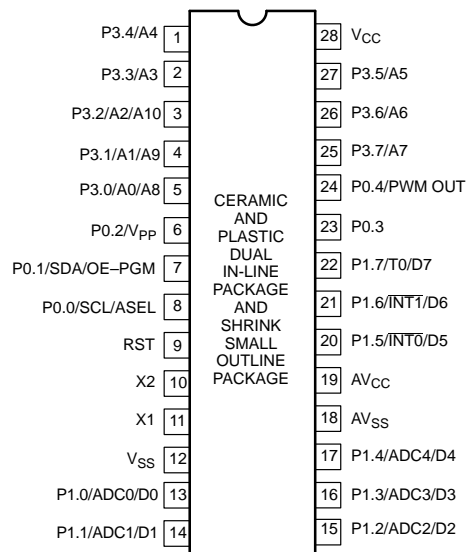 P3.4/A4 1
P3.3/A3 2
P3.2/A2/A10 3
P3.1/A1/A9 4
P3.0/A0/A8 5
P0.2/VPP 6
P0.1/SDA/OE–PGM 7
P0.0/SCL/ASEL 8
RST 9
X2 10
X1 11
VSS 12
P1.0/ADC0/D0 13
P1.1/ADC1/D1 14
CERAMIC
AND
PLASTIC
DUAL
IN-LINE
PACKAGE
AND
SHRINK
SMALL
OUTLINE
PACKAGE
28 VCC
27 P3.5/A5
26 P3.6/A6
25 P3.7/A7
24 P0.4/PWM OUT
23 P0.3
22 P1.7/T0/D7
21 P1.6/INT1/D6
20 P1.5/INT0/D5
19 AVCC
18 AVSS
17 P1.4/ADC4/D4
16 P1.3/ADC3/D3
15 P1.2/ADC2/D2